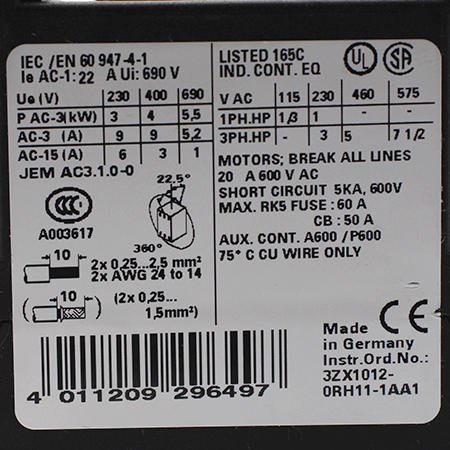 IEC /EN 60 947-4-1
Ie AC-1: 22 A Ui: 690 V
Ue (V) 230 400 690
P AC-3(kW) 3 4 5,5
AC-3 (A) 9 9 5,2
AC-15 (A) 6 3 1
JEM AC3.1.0-0
CCC
A003617
22.5°
360°
10
2x 0,25...2,5 mm²
2x AWG 24 to 14
10
(2x 0,25...
1,5mm²)
4 011209 296497
LISTED 165C
IND. CONT. EQ
UL
SA
V AC 115 230 460 575
1PH.HP 1/3 1
3PH.HP - 3 5 7 1/2
MOTORS; BREAK ALL LINES
20 A 600 V AC
SHORT CIRCUIT 5KA, 600V
MAX. RK5 FUSE : 60 A
CB : 50 A
AUX. CONT. A600 /P600
75° C CU WIRE ONLY
Made
in Germany
CE
Instr.Ord.No.:
3ZX1012-
0RH11-1AA1